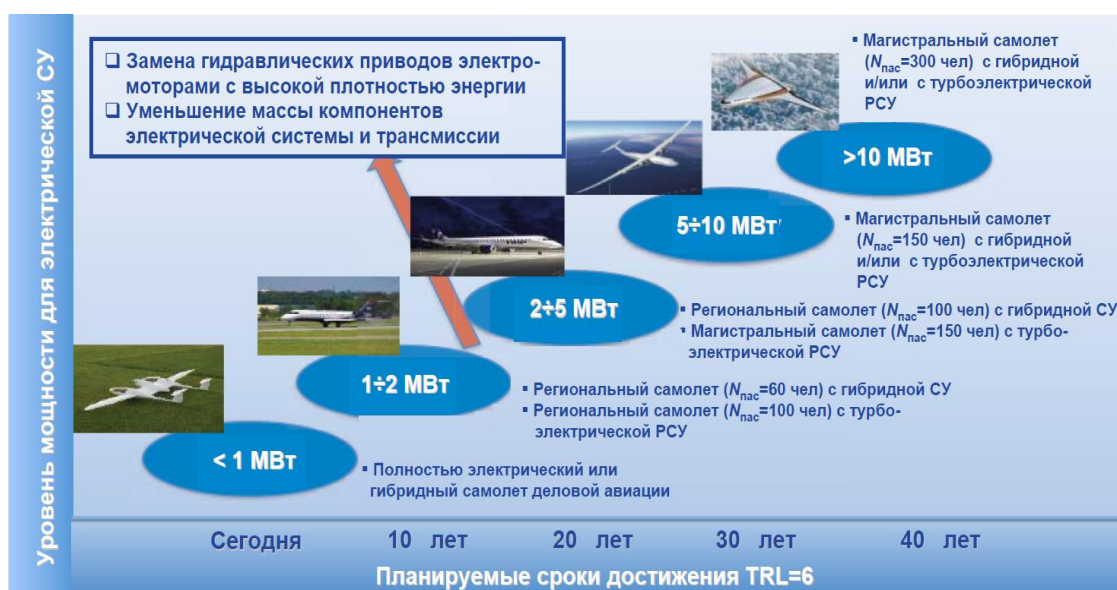 Уровень мощности для электрической СУ
❑ Замена гидравлических приводов электро-
моторами с высокой плотностью энергии
❑ Уменьшение массы компонентов
электрической системы и трансмиссии
▪ Магистральный самолет
(Nпас=300 чел) с гибридной
и/или с турбоэлектрической
РСУ
>10 МВт
5÷10 МВт
▪ Магистральный самолет
(Nпас=150 чел) с гибридной
и/или с турбоэлектрической
РСУ
2÷5 МВт
▪ Региональный самолет (Nпас=100 чел) с гибридной СУ
▪ Магистральный самолет (Nпас=150 чел) с турбо-
электрической РСУ
1÷2 МВт
▪ Региональный самолет (Nпас=60 чел) с гибридной СУ
▪ Региональный самолет (Nпас=100 чел) с турбо-
электрической РСУ
< 1 МВт
▪ Полностью электрический или
гибридный самолет деловой авиации
Сегодня 10 лет 20 лет 30 лет 40 лет
Планируемые сроки достижения TRL=6